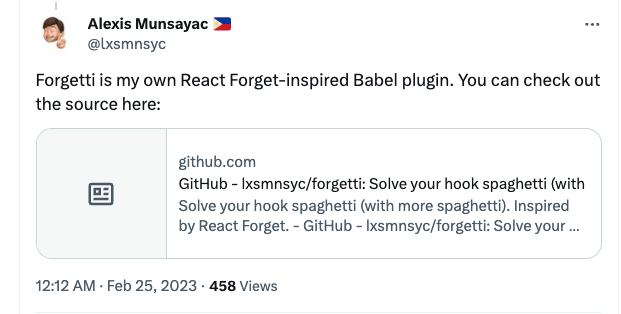 Alexis Munsayac 🇵🇭
@lxsmnsyc
Forgetti is my own React Forget-inspired Babel plugin. You can check out
the source here:
github.com
GitHub - lxsmnsyc/forgetti: Solve your hook spaghetti (with
Solve your hook spaghetti (with more spaghetti). Inspired
by React Forget. - GitHub - lxsmnsyc/forgetti: Solve your ...
12:12 AM · Feb 25, 2023 · 458 Views